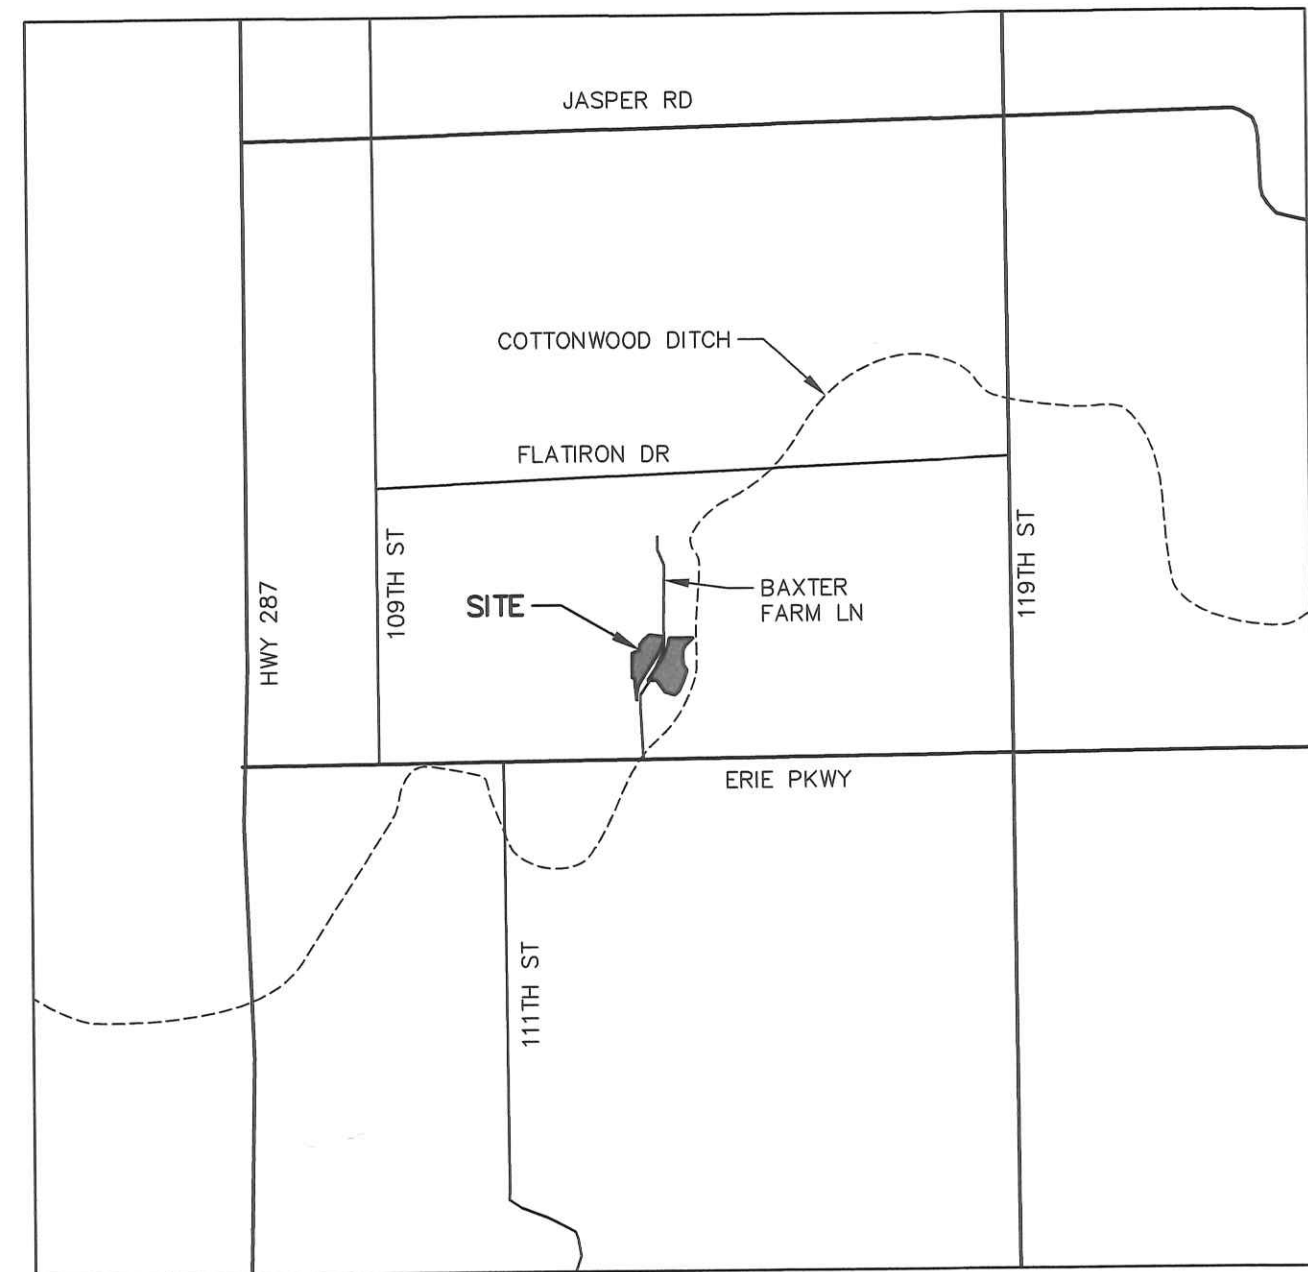 JASPER RD
COTTONWOOD DITCH
FLATIRON DR
109TH ST
HWY 287
SITE
BAXTER
FARM LN
119TH ST
ERIE PKWY
111TH ST